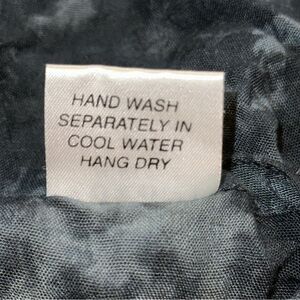 HAND WASH
SEPARATELY IN
COOL WATER
HANG DRY